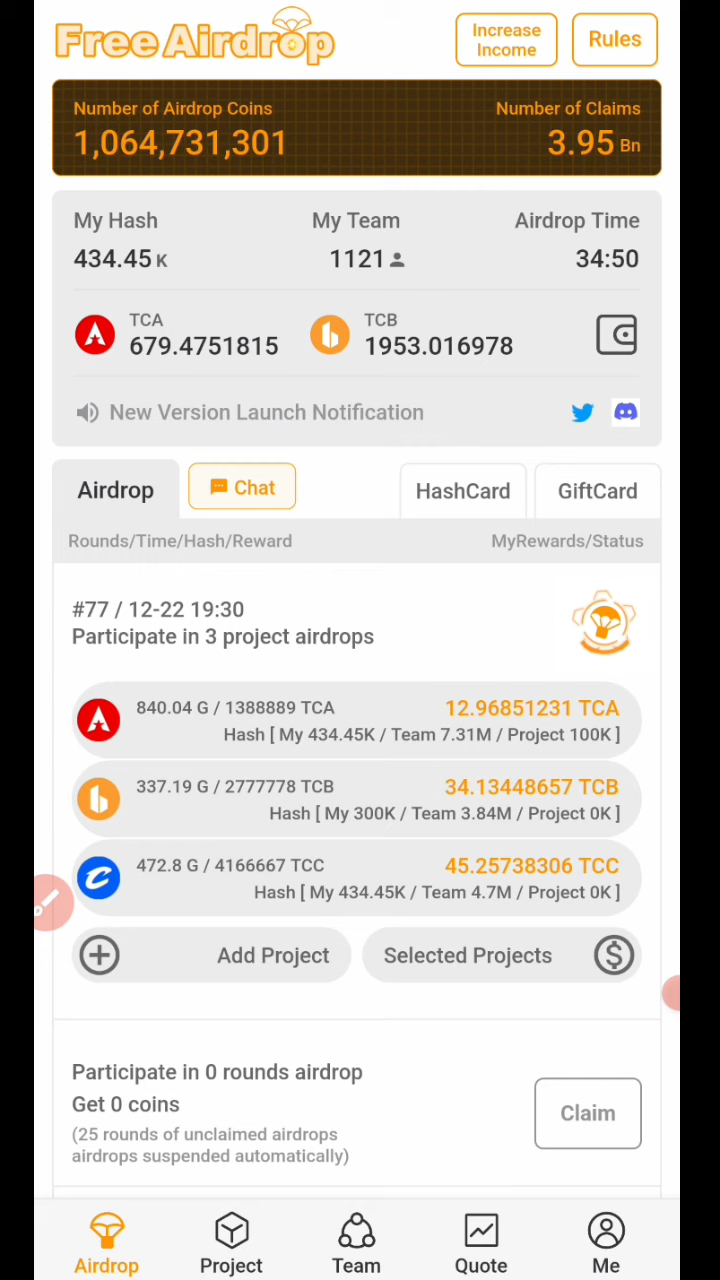 Free Airdrop
Increase
Income
Rules
Number of Airdrop Coins
Number of Claims
1,064,731,301
3.95 Bn
My Hash
My Team
Airdrop Time
434.45 K
1121
34:50
TCA
679.4751815
TCB
1953.016978
New Version Launch Notification
Airdrop
Chat
HashCard
GiftCard
Rounds/Time/Hash/Reward
MyRewards/Status
#77 / 12-22 19:30
Participate in 3 project airdrops
840.04 G / 1388889 TCA
12.96851231 TCA
Hash [ My 434.45K / Team 7.31M / Project 100K ]
337.19 G / 2777778 TCB
34.13448657 TCB
Hash [ My 300K / Team 3.84M / Project 0K ]
472.8 G / 4166667 TCC
45.25738306 TCC
Hash [ My 434.45K / Team 4.7M / Project 0K ]
Add Project
Selected Projects
Participate in 0 rounds airdrop
Get 0 coins
(25 rounds of unclaimed airdrops
airdrops suspended automatically)
Claim
Airdrop
Project
Team
Quote
Me